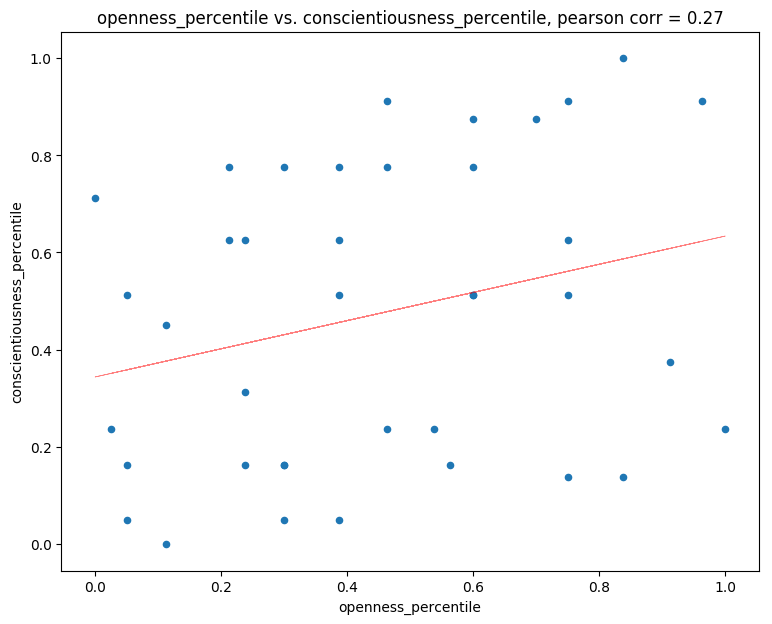 openness_percentile vs. conscientiousness_percentile, pearson corr = 0.27
1.0
0.8
0.6
0.4
0.2
0.0
conscientiousness_percentile
0.0 0.2 0.4 0.6 0.8 1.0
openness_percentile